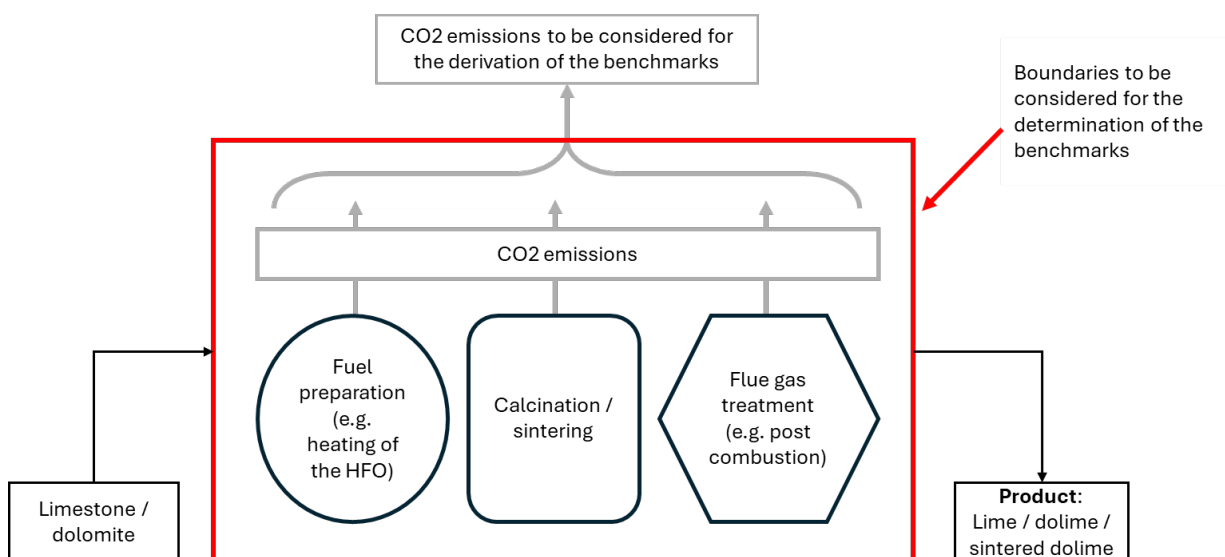 CO2 emissions to be considered for
the derivation of the benchmarks
Boundaries to be
considered for the
determination of the
benchmarks
CO2 emissions
Fuel
preparation
(e.g.
heating of
the HFO)
Calcination /
sintering
Flue gas
treatment
(e.g. post
combustion)
Limestone /
dolomite
Product:
Lime / dolime /
sintered dolime